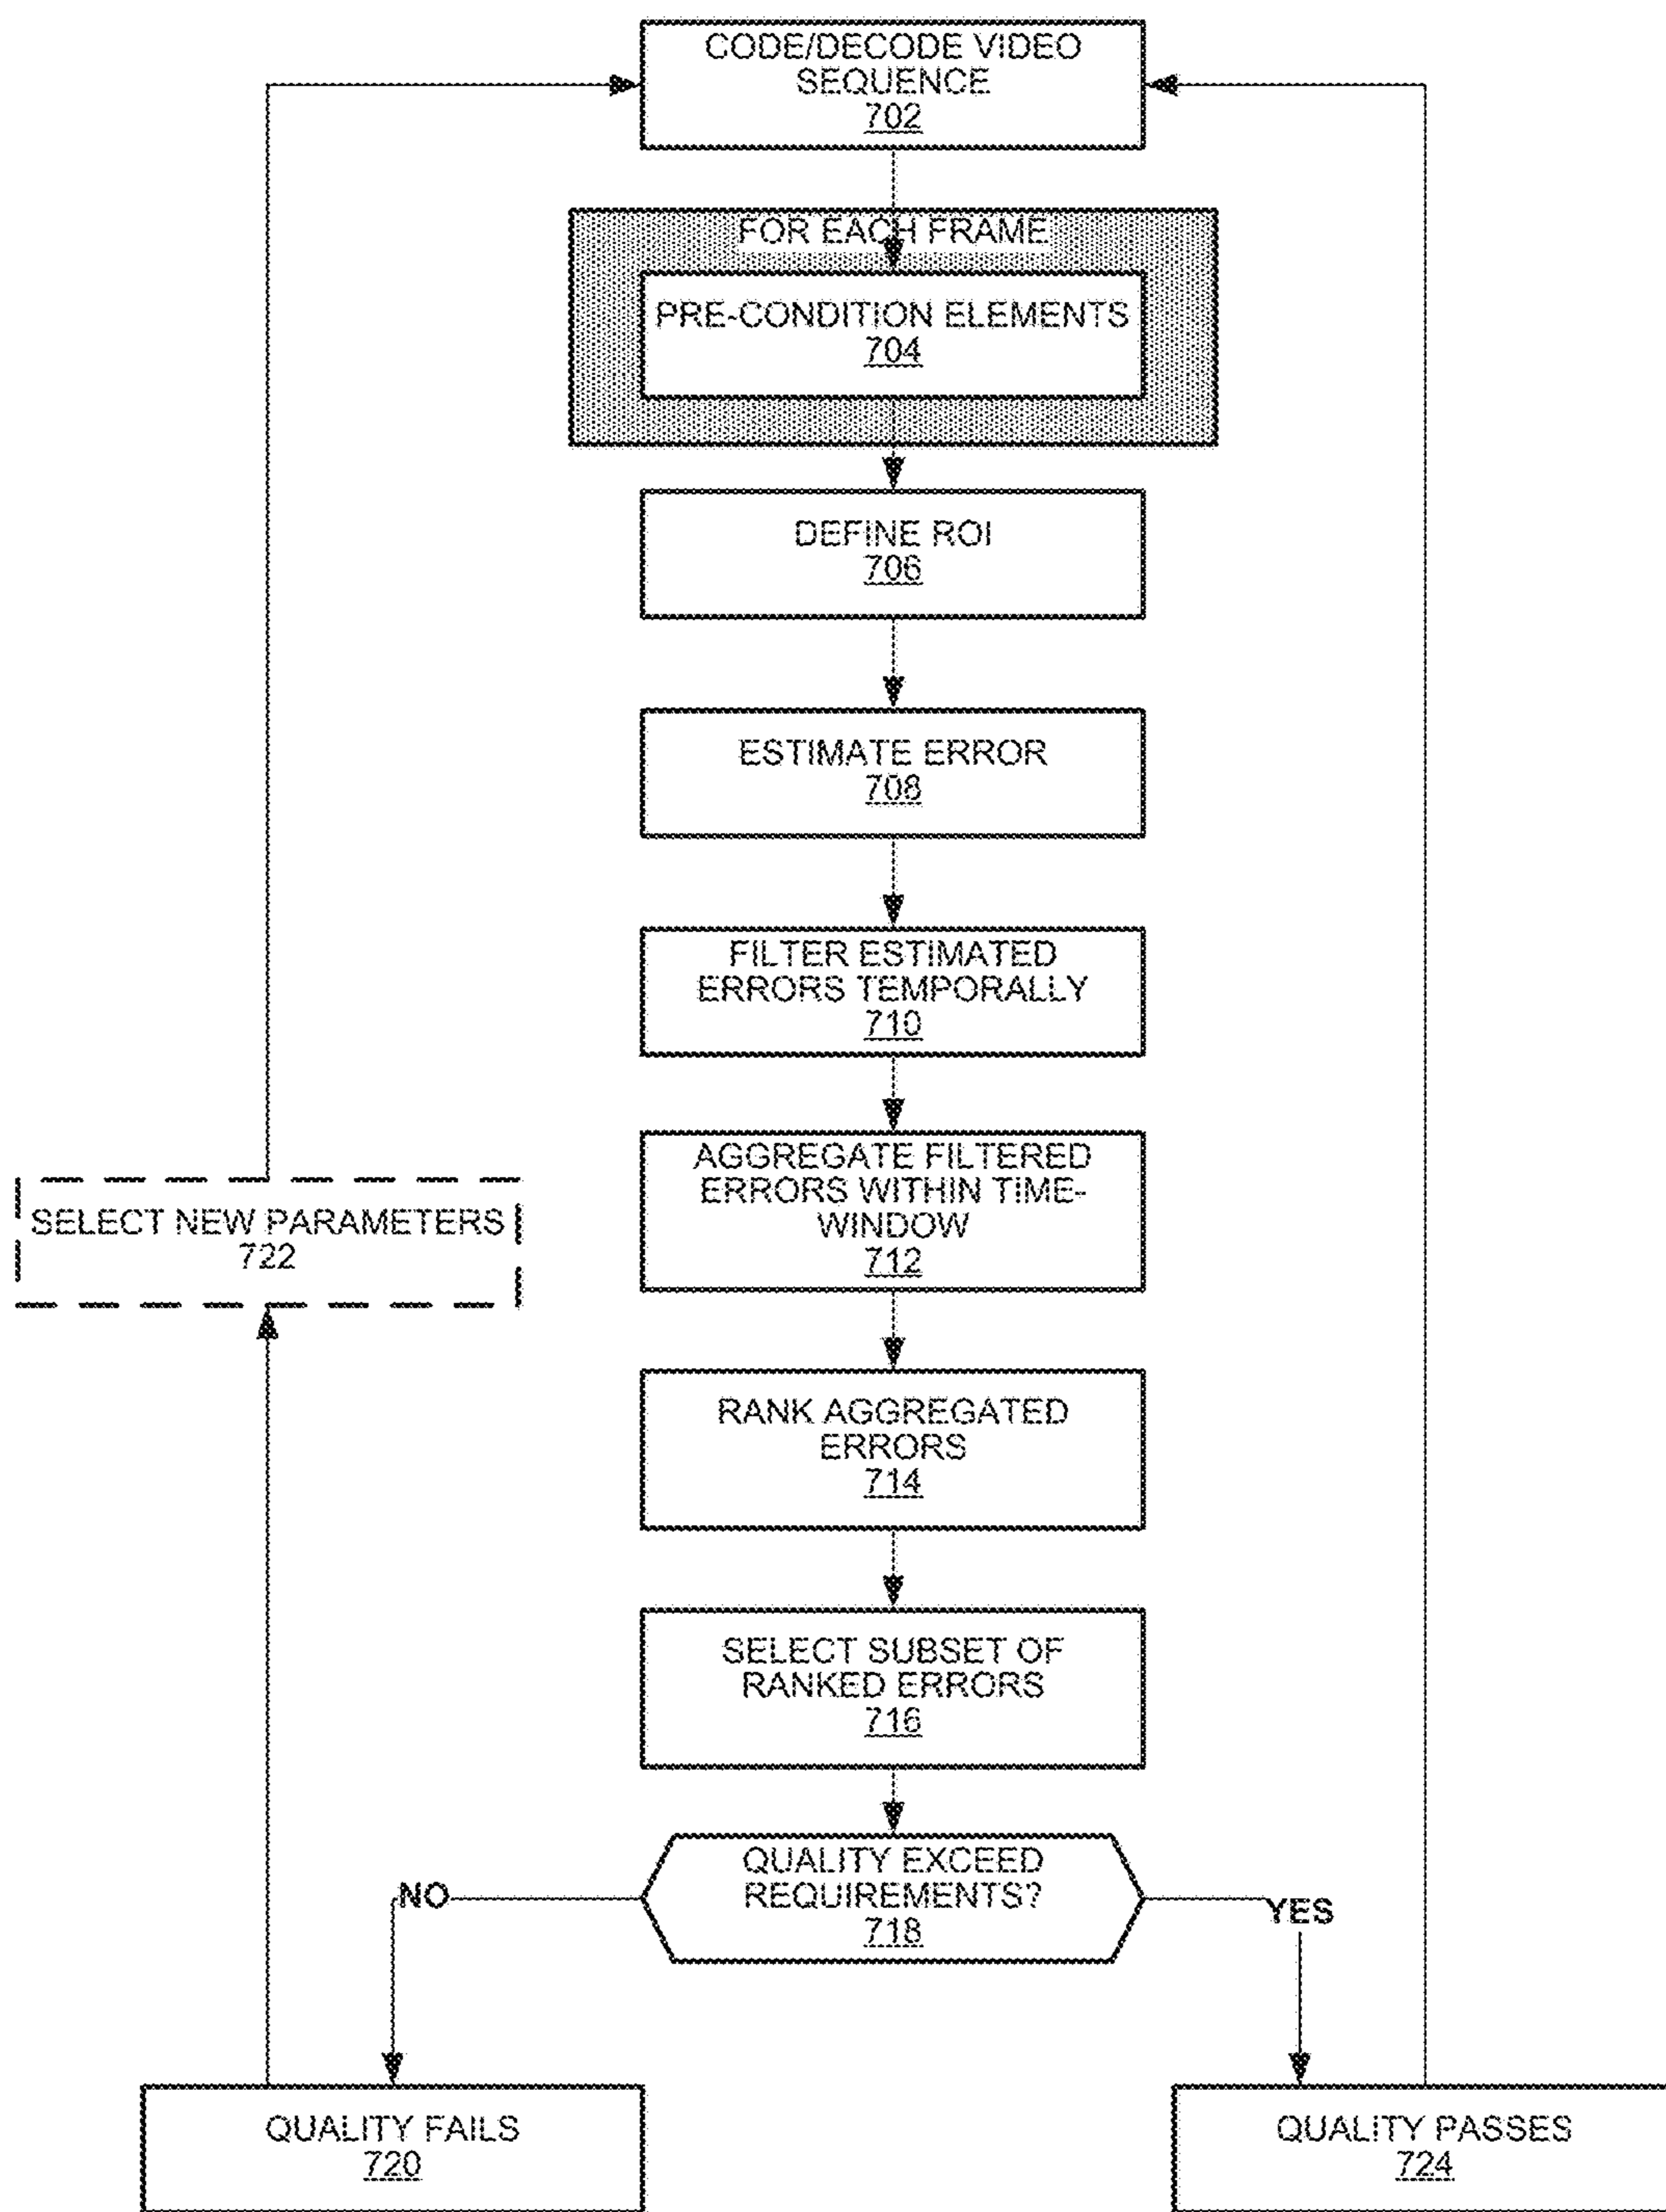 CODE/DECODE VIDEO
SEQUENCE
702
FOR EACH FRAME
PRE-CONDITION ELEMENTS
704
DEFINE ROI
706
ESTIMATE ERROR
708
FILTER ESTIMATED
ERRORS TEMPORALLY
710
AGGREGATE FILTERED
ERRORS WITHIN TIME-
WINDOW
712
SELECT NEW PARAMETERS
722
RANK AGGREGATED
ERRORS
714
SELECT SUBSET OF
RANKED ERRORS
716
QUALITY EXCEED
REQUIREMENTS?
718
NO
YES
QUALITY FAILS
720
QUALITY PASSES
724